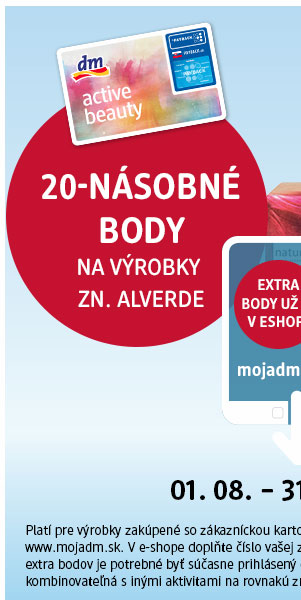 dm
active
beauty
PAYBACK
20-NÁSOBNÉ
BODY
NA VÝROBKY
ZN. ALVERDE
natur
EXTRA
BODY UŽ
V ESHOP
mojadm
01. 08. – 31
Platí pre výrobky zakúpené so zákazníckou karto
www.mojadm.sk. V e-shope doplňte číslo vašej z
extra bodov je potrebné byť súčasne prihlásený
kombinovateľná s inými aktivitami na rovnakú z